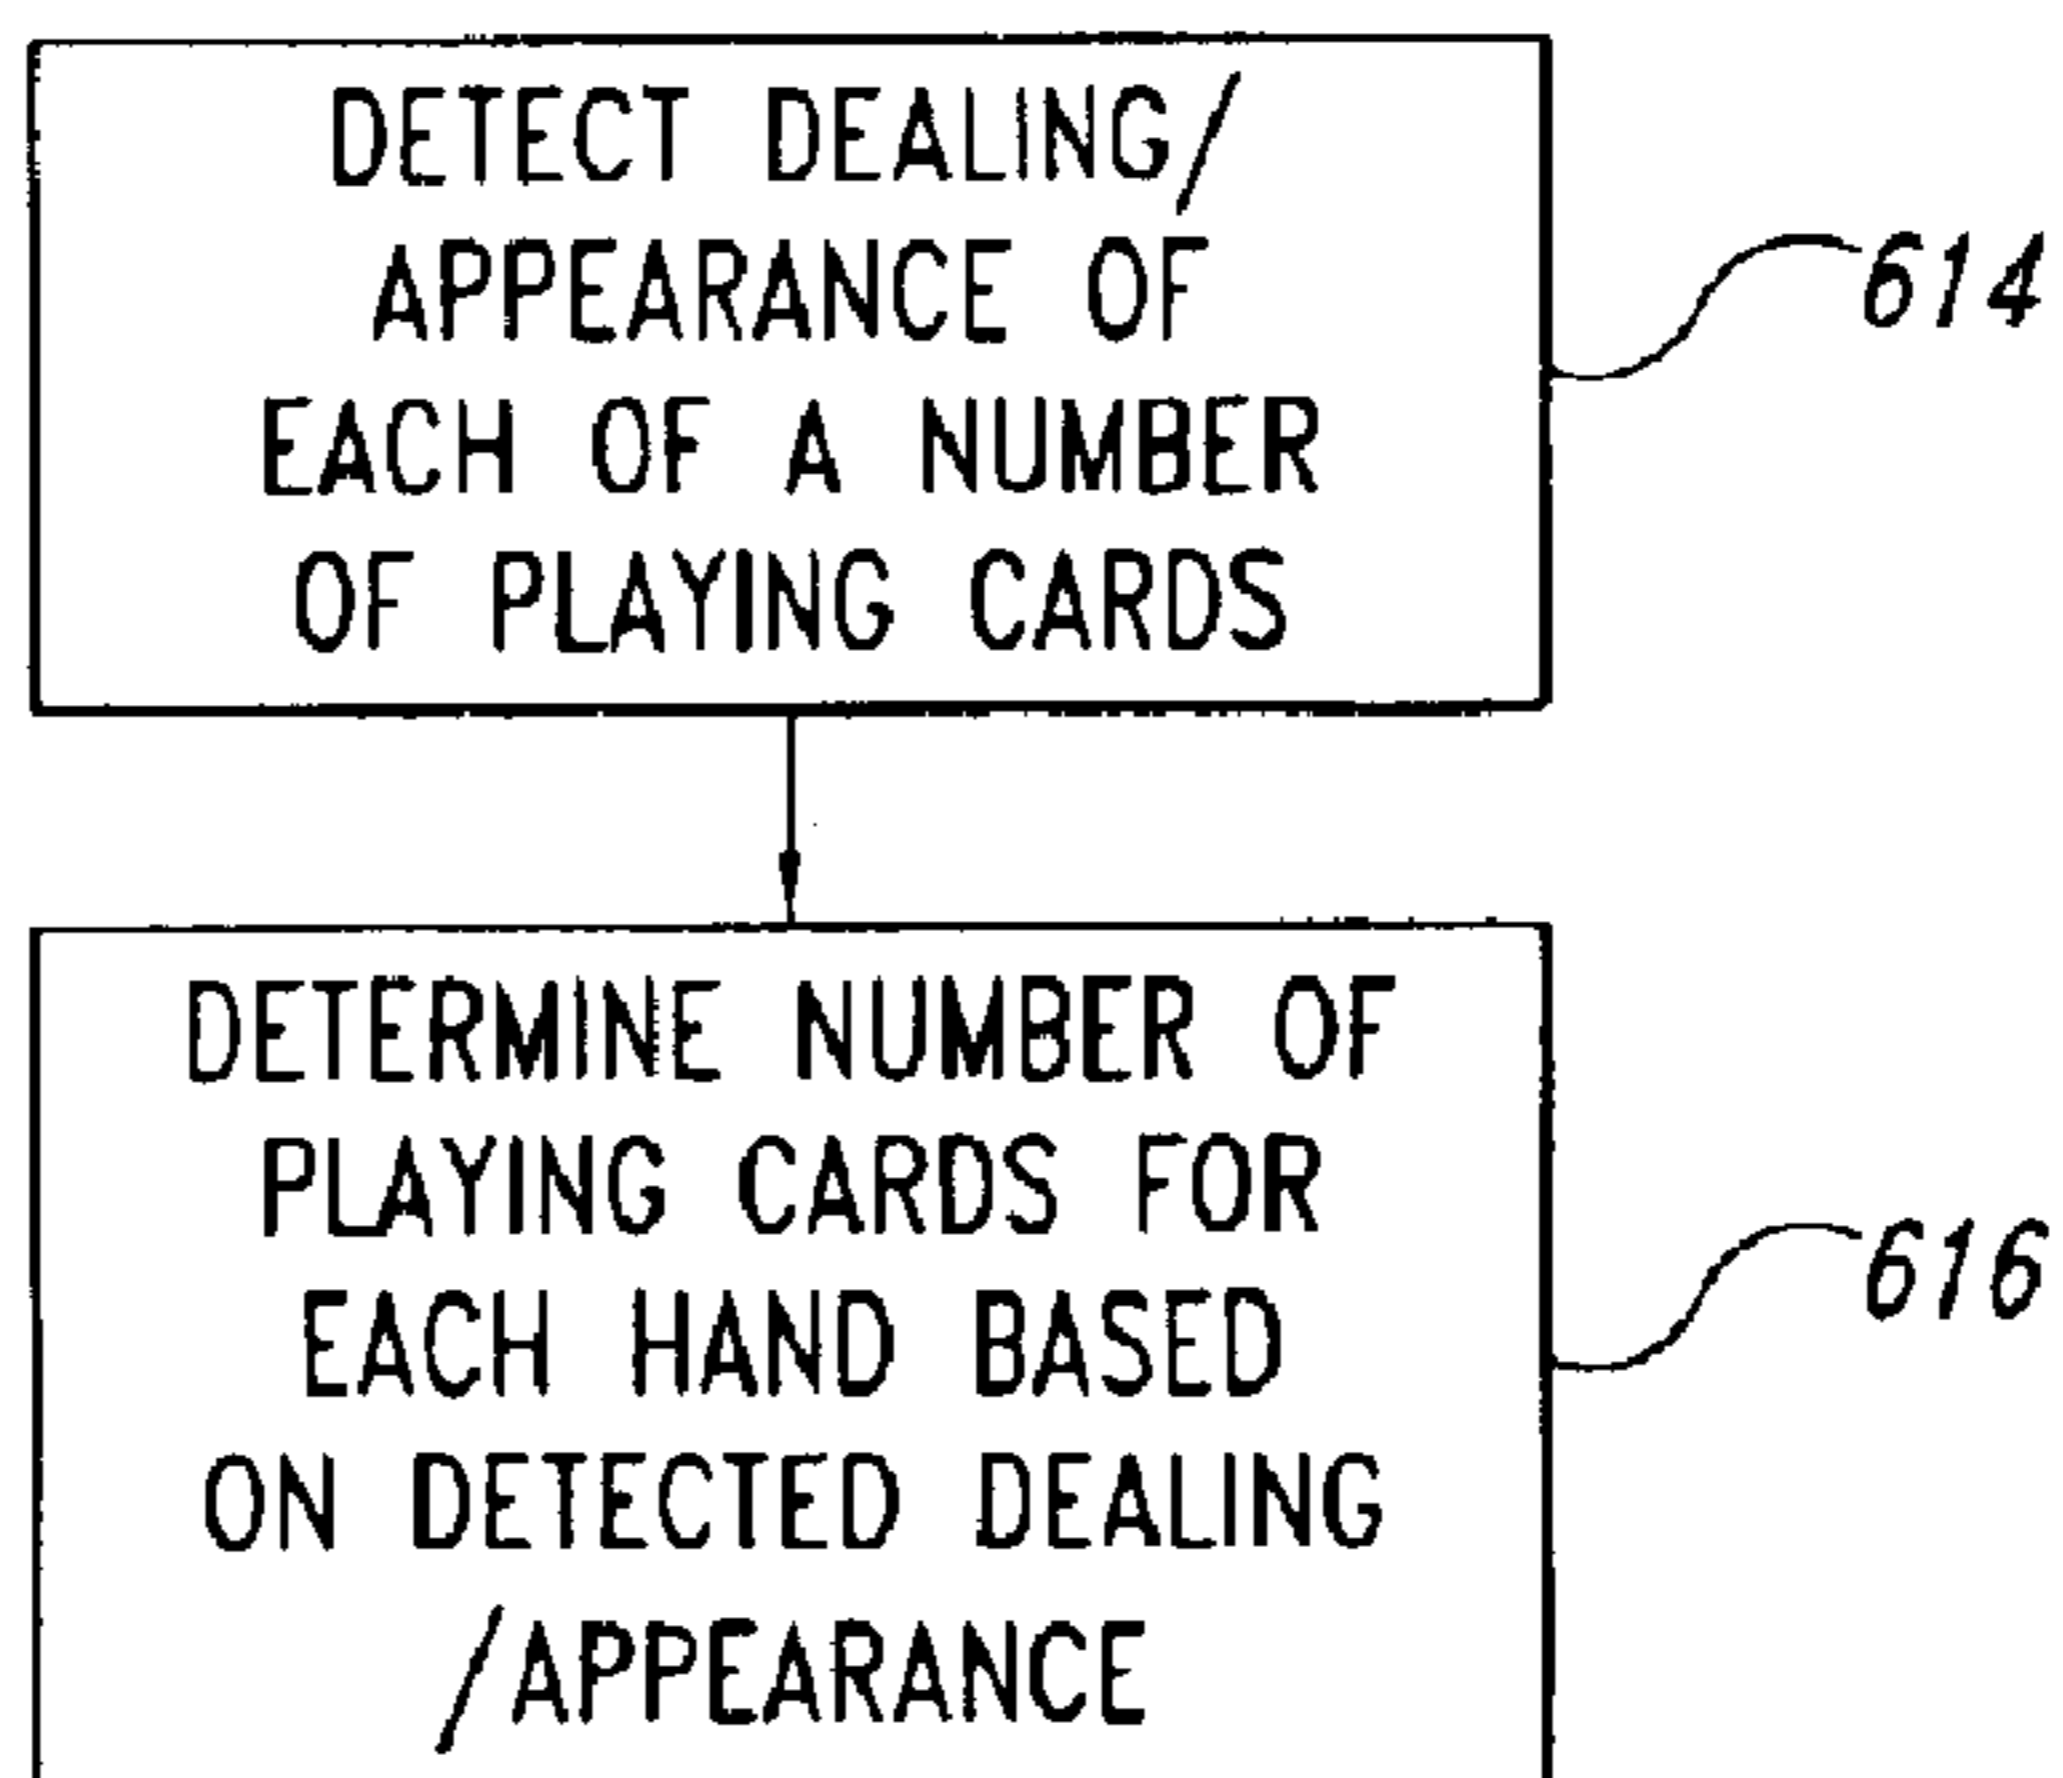 DETECT DEALING/
APPEARANCE OF
EACH OF A NUMBER
OF PLAYING CARDS
614
DETERMINE NUMBER OF
PLAYING CARDS FOR
EACH HAND BASED
ON DETECTED DEALING
/APPEARANCE
616